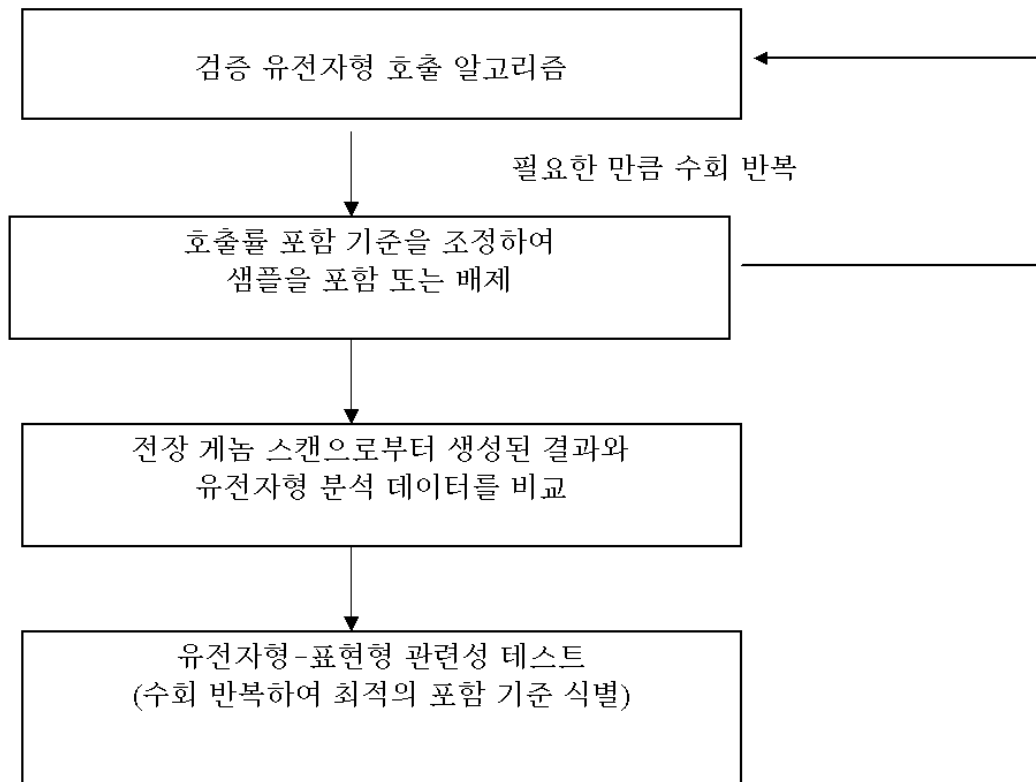 검증 유전자형 호출 알고리즘
필요한 만큼 수회 반복
호출률 포함 기준을 조정하여
샘플을 포함 또는 배제
전장 게놈 스캔으로부터 생성된 결과와
유전자형 분석 데이터를 비교
유전자형-표현형 관련성 테스트
(수회 반복하여 최적의 포함 기준 식별)